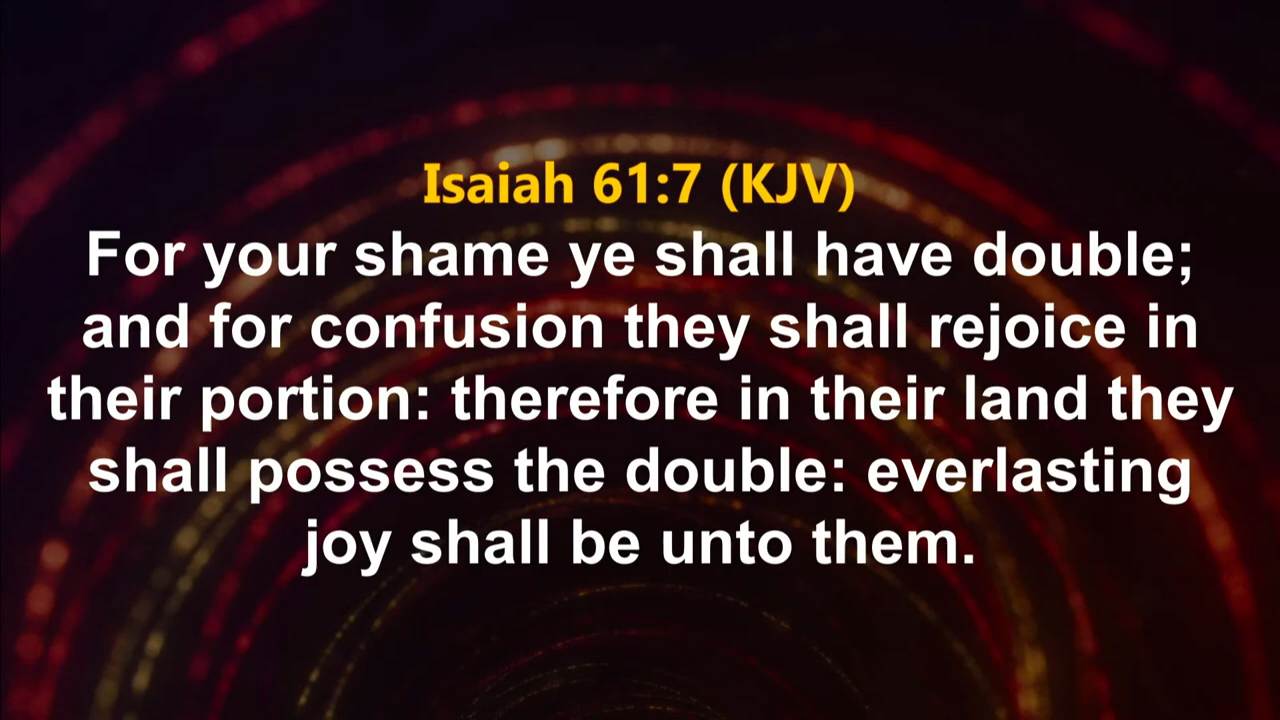 Isaiah 61:7 (KJV)
For your shame ye shall have double;
and for confusion they shall rejoice in
their portion: therefore in their land they
shall possess the double: everlasting
joy shall be unto them.